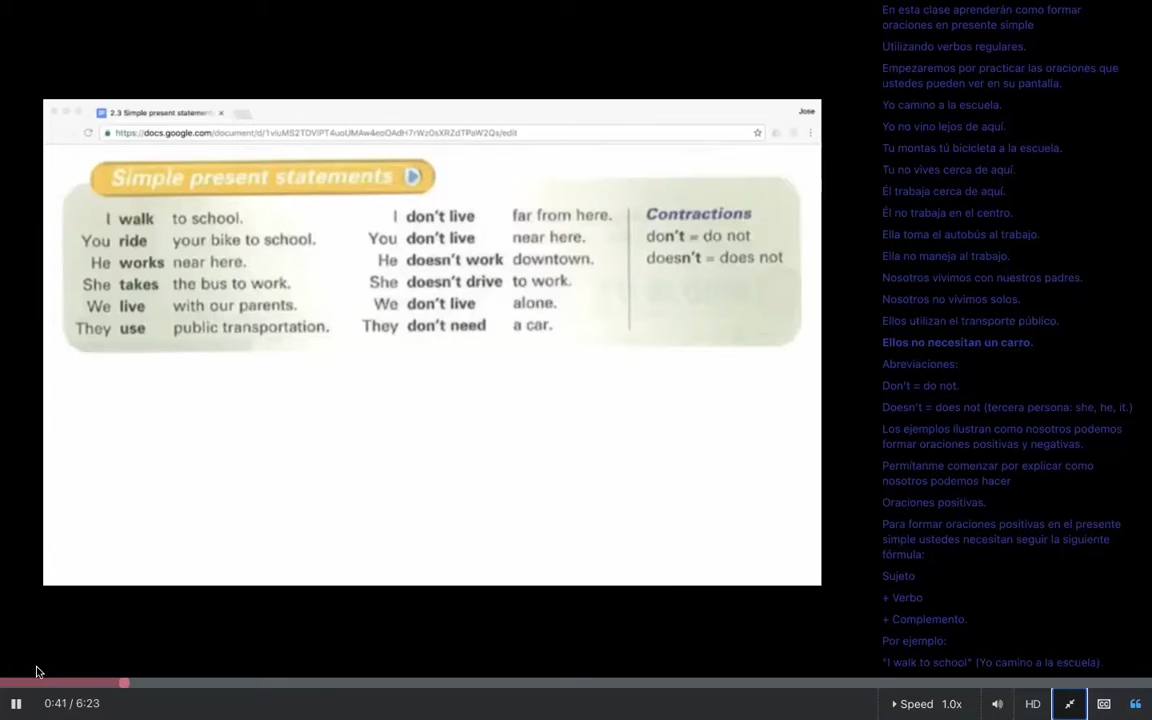 2.3 Simple present statement
Jose
https://docs.google.com/document/d/1viuMS2TDVlPT4uoUMAw4eoOAdH7rWz0sXRZdTPaW2Qs/edit
Simple present statements
I walk to school.
You ride your bike to school.
He works near here.
She takes the bus to work.
We live with our parents.
They use public transportation.
I don't live far from here.
You don't live near here.
He doesn't work downtown.
She doesn't drive to work.
We don't live alone.
They don't need a car.
Contractions
don't = do not
doesn't = does not
En esta clase aprenderán como formar
oraciones en presente simple
Utilizando verbos regulares.
Empezaremos por practicar las oraciones que
ustedes pueden ver en su pantalla.
Yo camino a la escuela.
Yo no vino lejos de aquí.
Tu montas tú bicicleta a la escuela.
Tu no vives cerca de aquí.
Él trabaja cerca de aquí.
Él no trabaja en el centro.
Ella toma el autobús al trabajo.
Ella no maneja al trabajo.
Nosotros vivimos con nuestros padres.
Nosotros no vivimos solos.
Ellos utilizan el transporte público.
Ellos no necesitan un carro.
Abreviaciones:
Don't = do not.
Doesn't = does not (tercera persona: she, he, it.)
Los ejemplos ilustran como nosotros podemos
formar oraciones positivas y negativas.
Permítanme comenzar por explicar como
nosotros podemos hacer
Oraciones positivas.
Para formar oraciones positivas en el presente
simple ustedes necesitan seguir la siguiente
fórmula:
Sujeto
+ Verbo
+ Complemento.
Por ejemplo:
"I walk to school" (Yo camino a la escuela).
0:41 / 6:23
Speed 1.0x
HD
CC